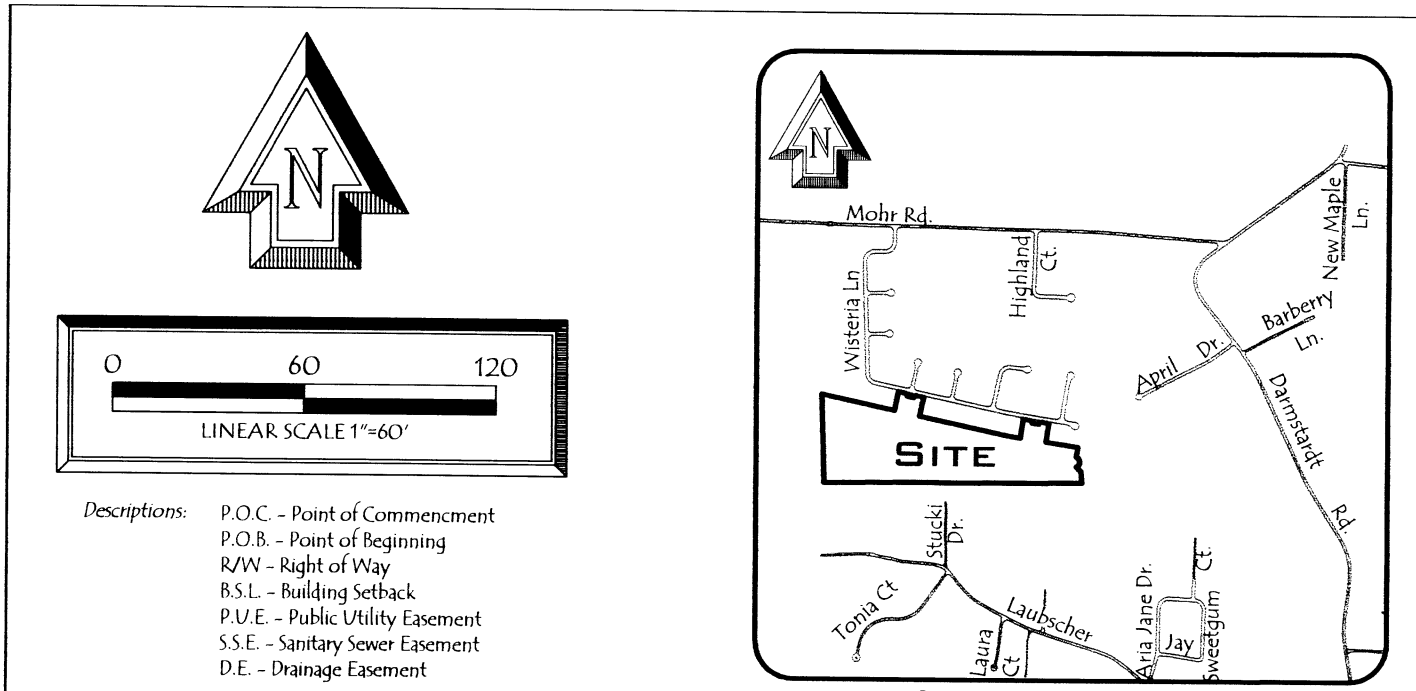 N
0 60 120
LINEAR SCALE 1"=60'
Descriptions:
P.O.C. - Point of Commencment
P.O.B. - Point of Beginning
R/W - Right of Way
B.S.L. - Building Setback
P.U.E. - Public Utility Easement
S.S.E. - Sanitary Sewer Easement
D.E. - Drainage Easement
N
Mohr Rd.
New Maple
Ln.
Highland
Ct.
Wisteria Ln
Barberry
Ln.
April Dr.
Darmstardt
Rd.
SITE
Stucki
Dr.
Tonia Ct
Laubscher
Laura
Ct
Aria Jane Dr.
Jay
Sweetgum
Ct.